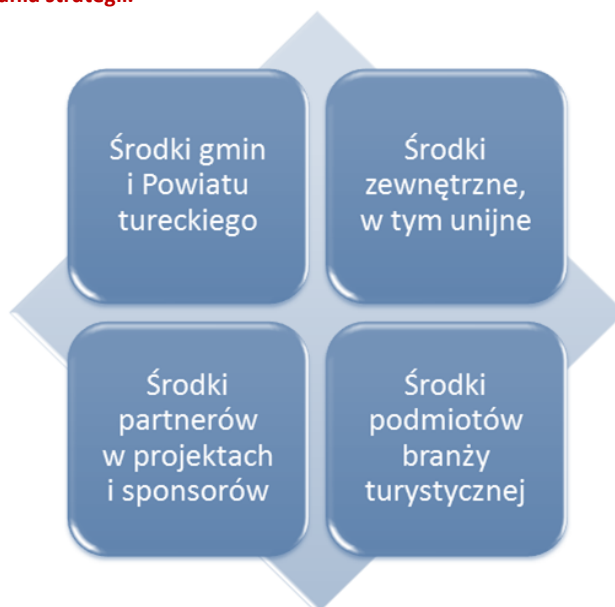 Środki gmin
i Powiatu
tureckiego
Środki
zewnętrzne,
w tym unijne
Środki
partnerów
w projektach
i sponsorów
Środki
podmiotów
branży
turystycznej